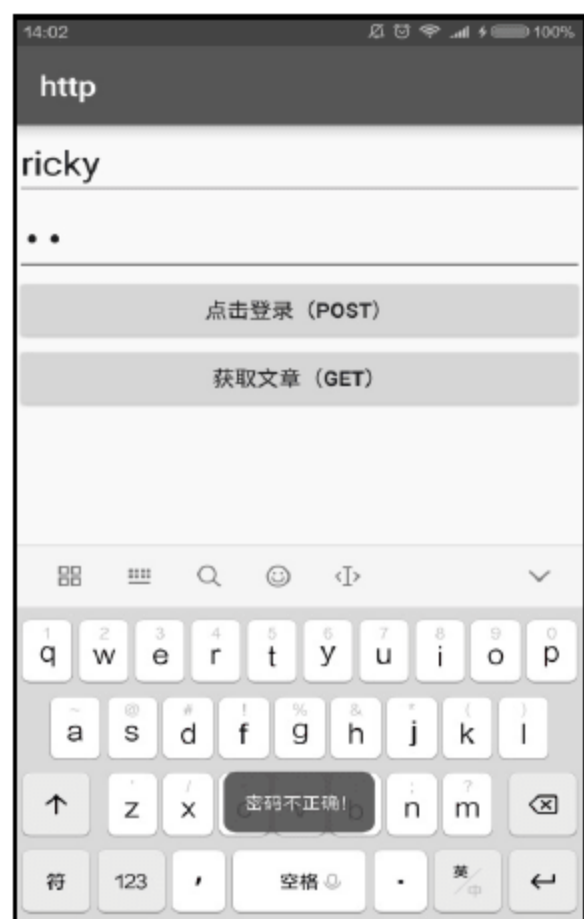 14:02 100%
http
ricky
••
点击登录（POST）
获取文章（GET）
1 2 3 4 5 6 7 8 9 0
q w e r t y u i o p
~ @ # ! % & * ( )
a s d f g h j k l
' / ; ?
z x n m
密码不正确!
符 123 , 空格 . 英/中